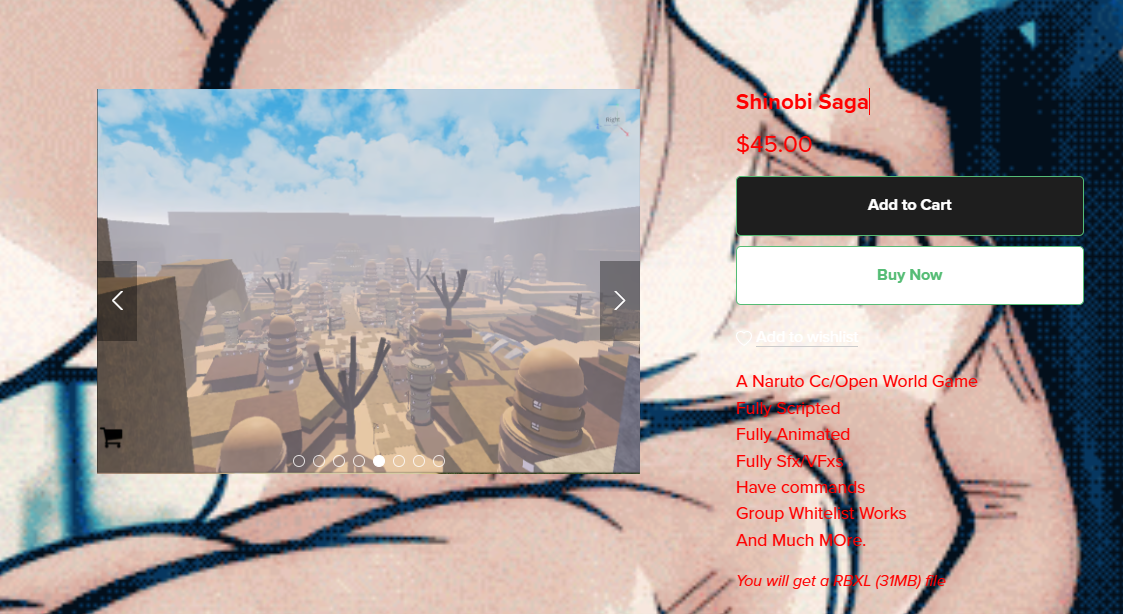 Right
Shinobi Saga
$45.00
Add to Cart
Buy Now
Add to wishlist
A Naruto Cc/Open World Game
Fully Scripted
Fully Animated
Fully Sfx/VFxs
Have commands
Group Whitelist Works
And Much MOre.
You will get a RBXL (31MB) file